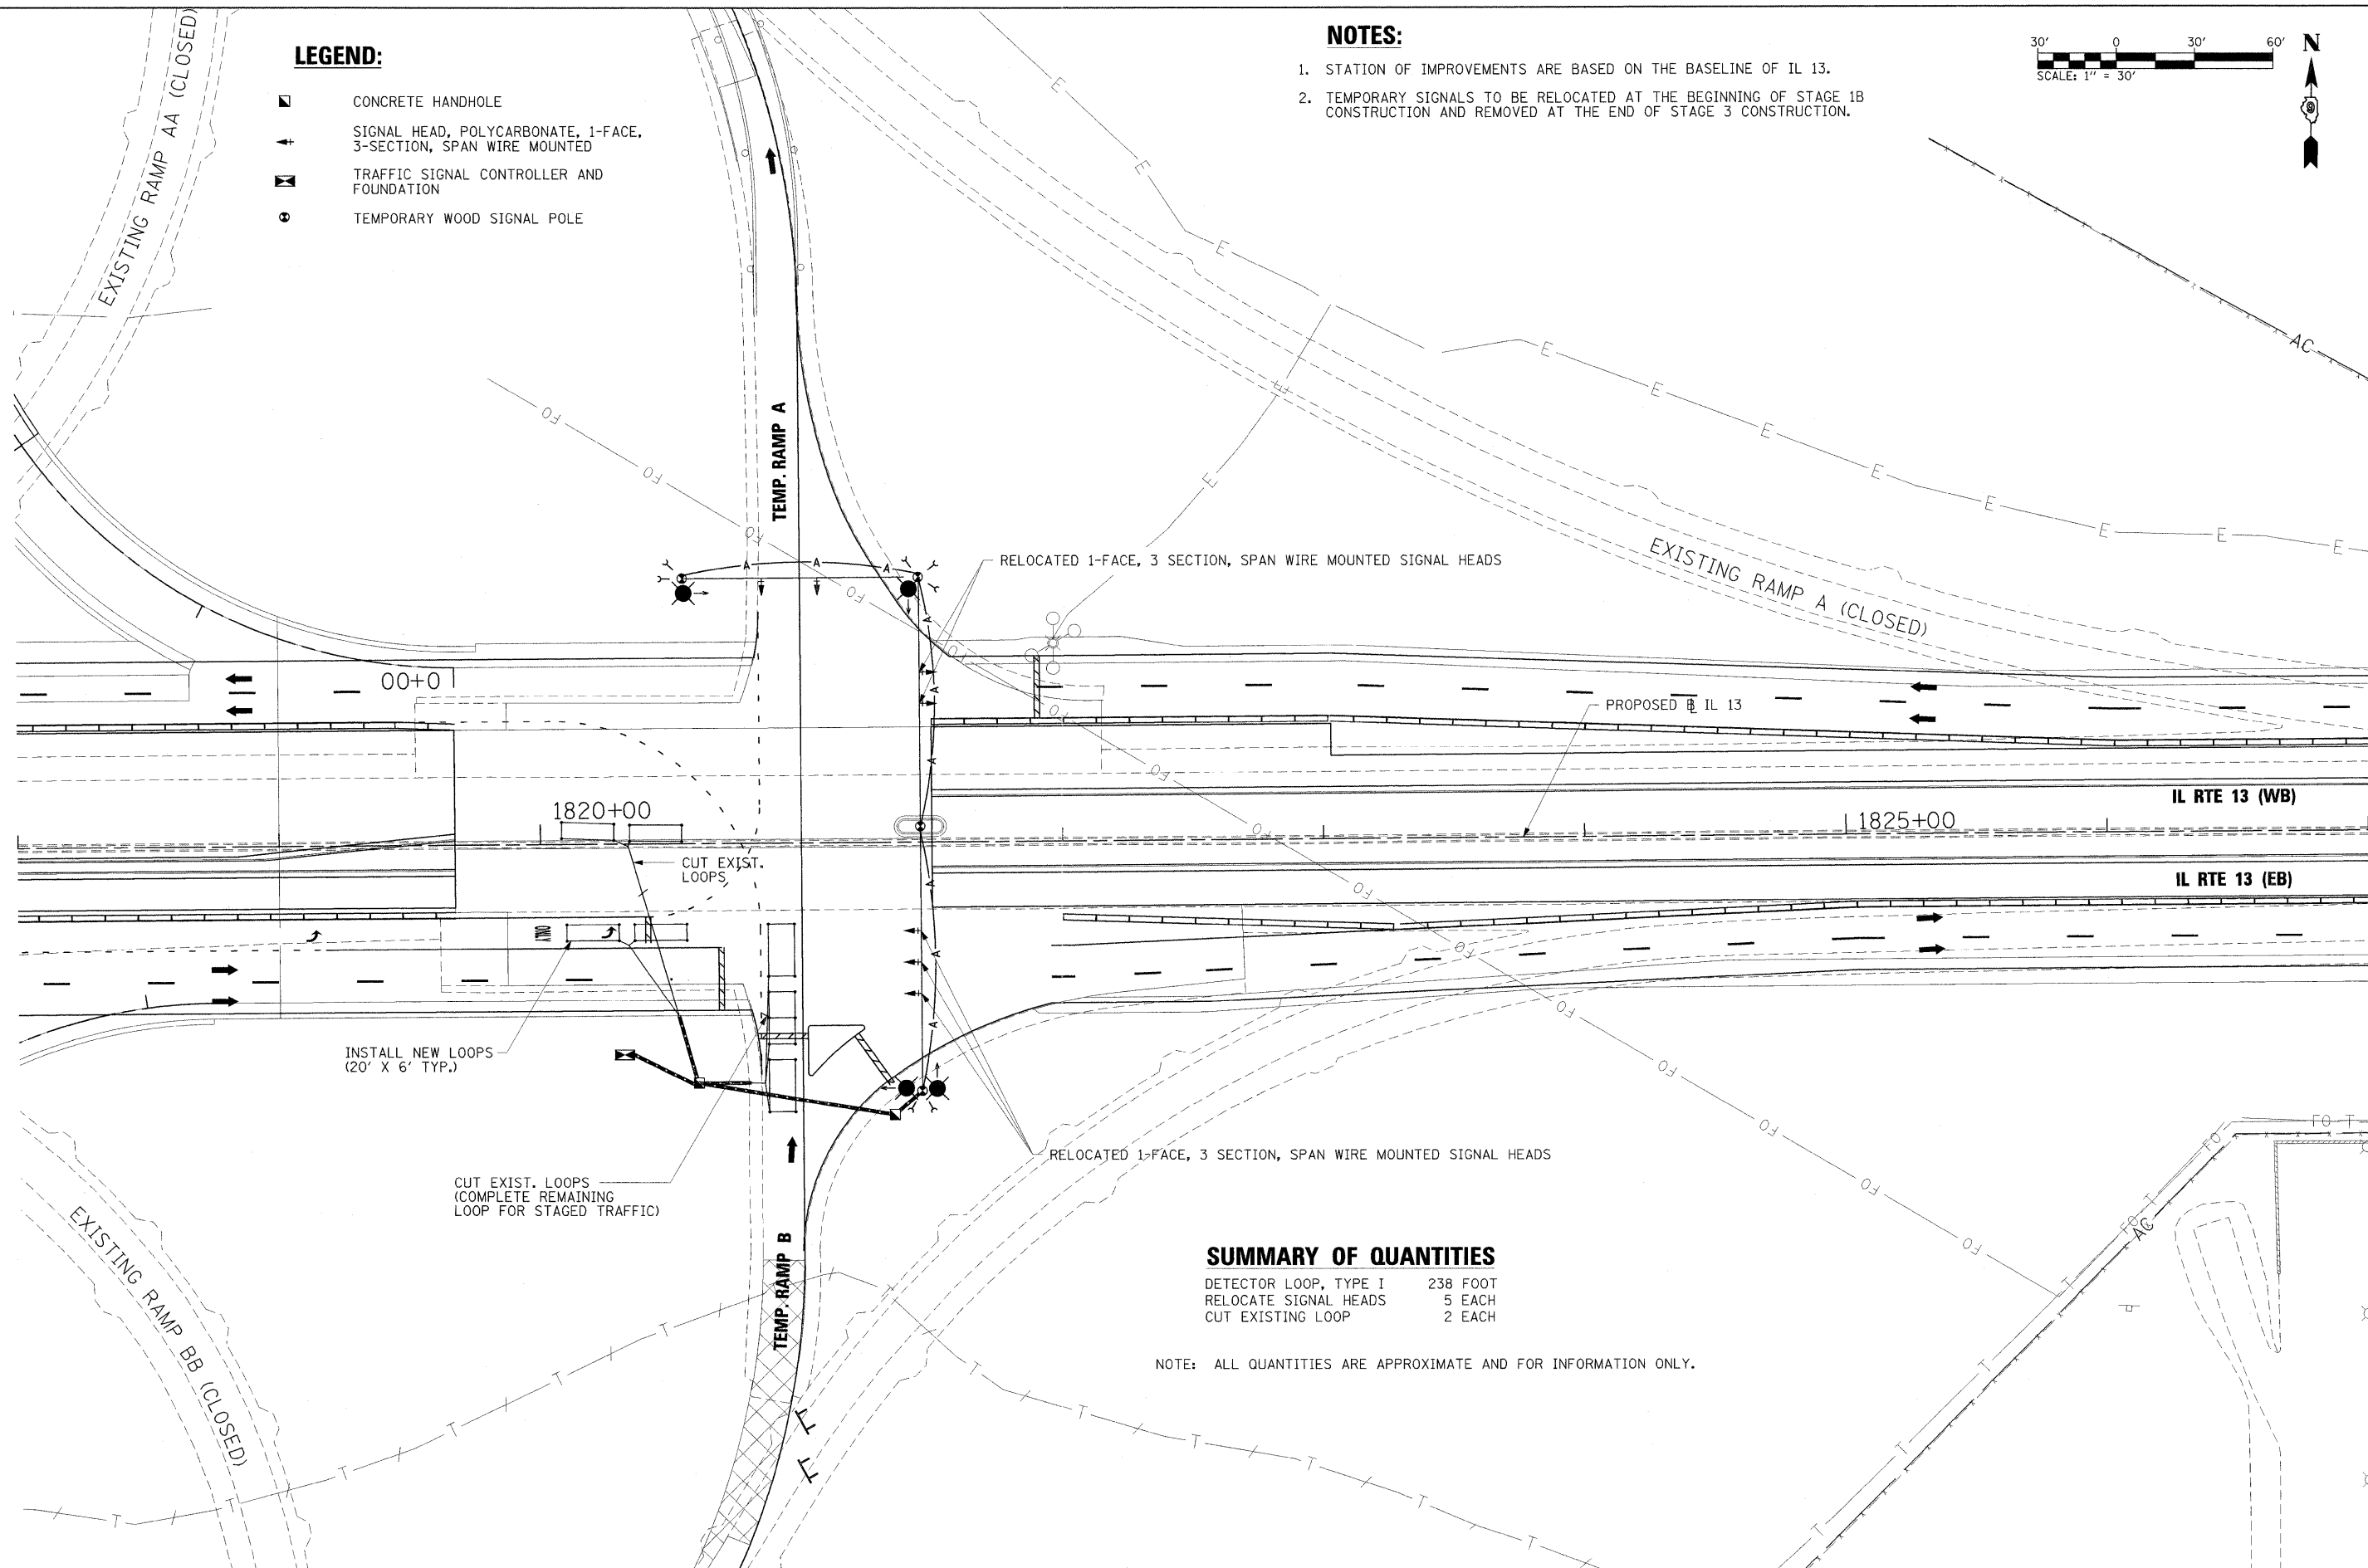 LEGEND:
CONCRETE HANDHOLE
SIGNAL HEAD, POLYCARBONATE, 1-FACE,
3-SECTION, SPAN WIRE MOUNTED
TRAFFIC SIGNAL CONTROLLER AND
FOUNDATION
TEMPORARY WOOD SIGNAL POLE
NOTES:
1. STATION OF IMPROVEMENTS ARE BASED ON THE BASELINE OF IL 13.
2. TEMPORARY SIGNALS TO BE RELOCATED AT THE BEGINNING OF STAGE 1B
CONSTRUCTION AND REMOVED AT THE END OF STAGE 3 CONSTRUCTION.
30' 0 30' 60'
SCALE: 1" = 30'
N
EXISTING RAMP AA (CLOSED)
TEMP. RAMP A
RELOCATED 1-FACE, 3 SECTION, SPAN WIRE MOUNTED SIGNAL HEADS
EXISTING RAMP A (CLOSED)
AC
00+0
PROPOSED ℄ IL 13
IL RTE 13 (WB)
1820+00
1825+00
CUT EXIST.
LOOPS
IL RTE 13 (EB)
ONLY
INSTALL NEW LOOPS
(20' X 6' TYP.)
RELOCATED 1-FACE, 3 SECTION, SPAN WIRE MOUNTED SIGNAL HEADS
CUT EXIST. LOOPS
(COMPLETE REMAINING
LOOP FOR STAGED TRAFFIC)
TEMP. RAMP B
EXISTING RAMP BB (CLOSED)
AC
SUMMARY OF QUANTITIES
DETECTOR LOOP, TYPE I 238 FOOT
RELOCATE SIGNAL HEADS 5 EACH
CUT EXISTING LOOP 2 EACH
NOTE: ALL QUANTITIES ARE APPROXIMATE AND FOR INFORMATION ONLY.